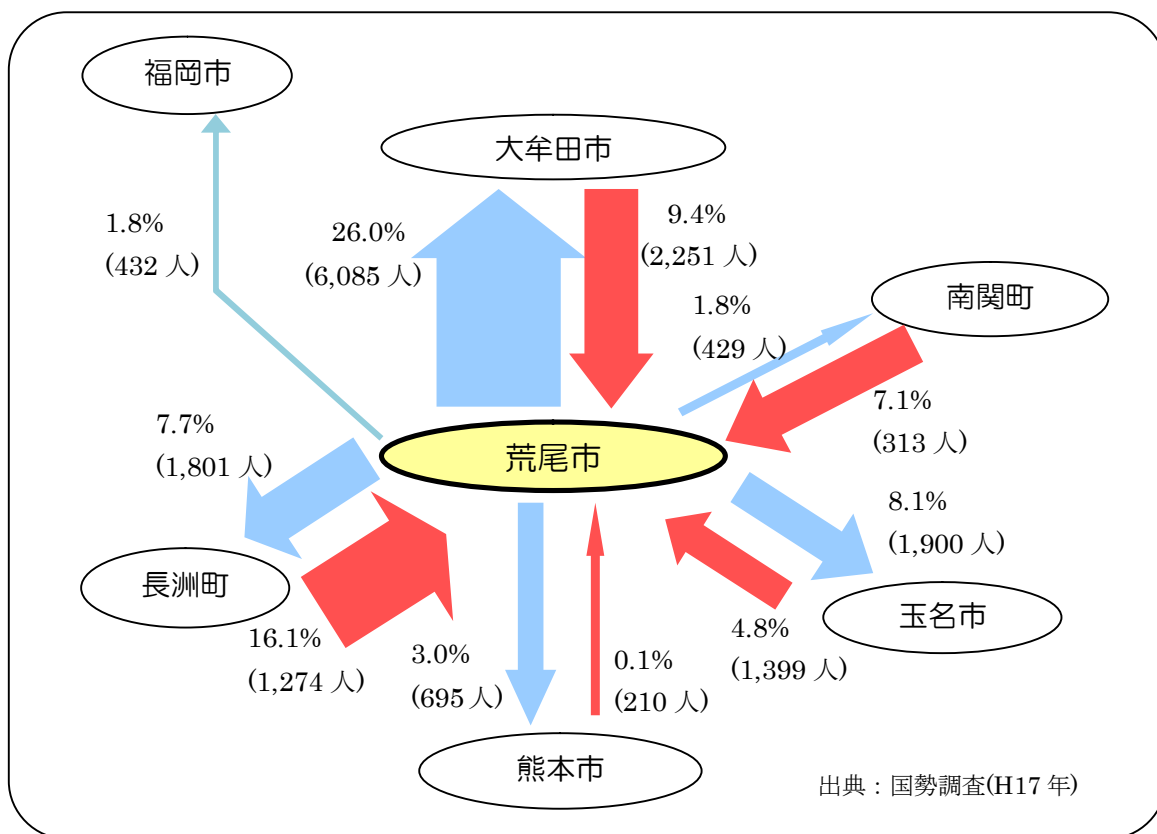 福岡市
大牟田市
1.8%
(432 人)
26.0%
(6,085 人)
9.4%
(2,251 人)
南関町
1.8%
(429 人)
7.1%
(313 人)
7.7%
(1,801 人)
荒尾市
8.1%
(1,900 人)
長洲町
玉名市
16.1%
(1,274 人)
3.0%
(695 人)
0.1%
(210 人)
4.8%
(1,399 人)
熊本市
出典：国勢調査(H17 年)